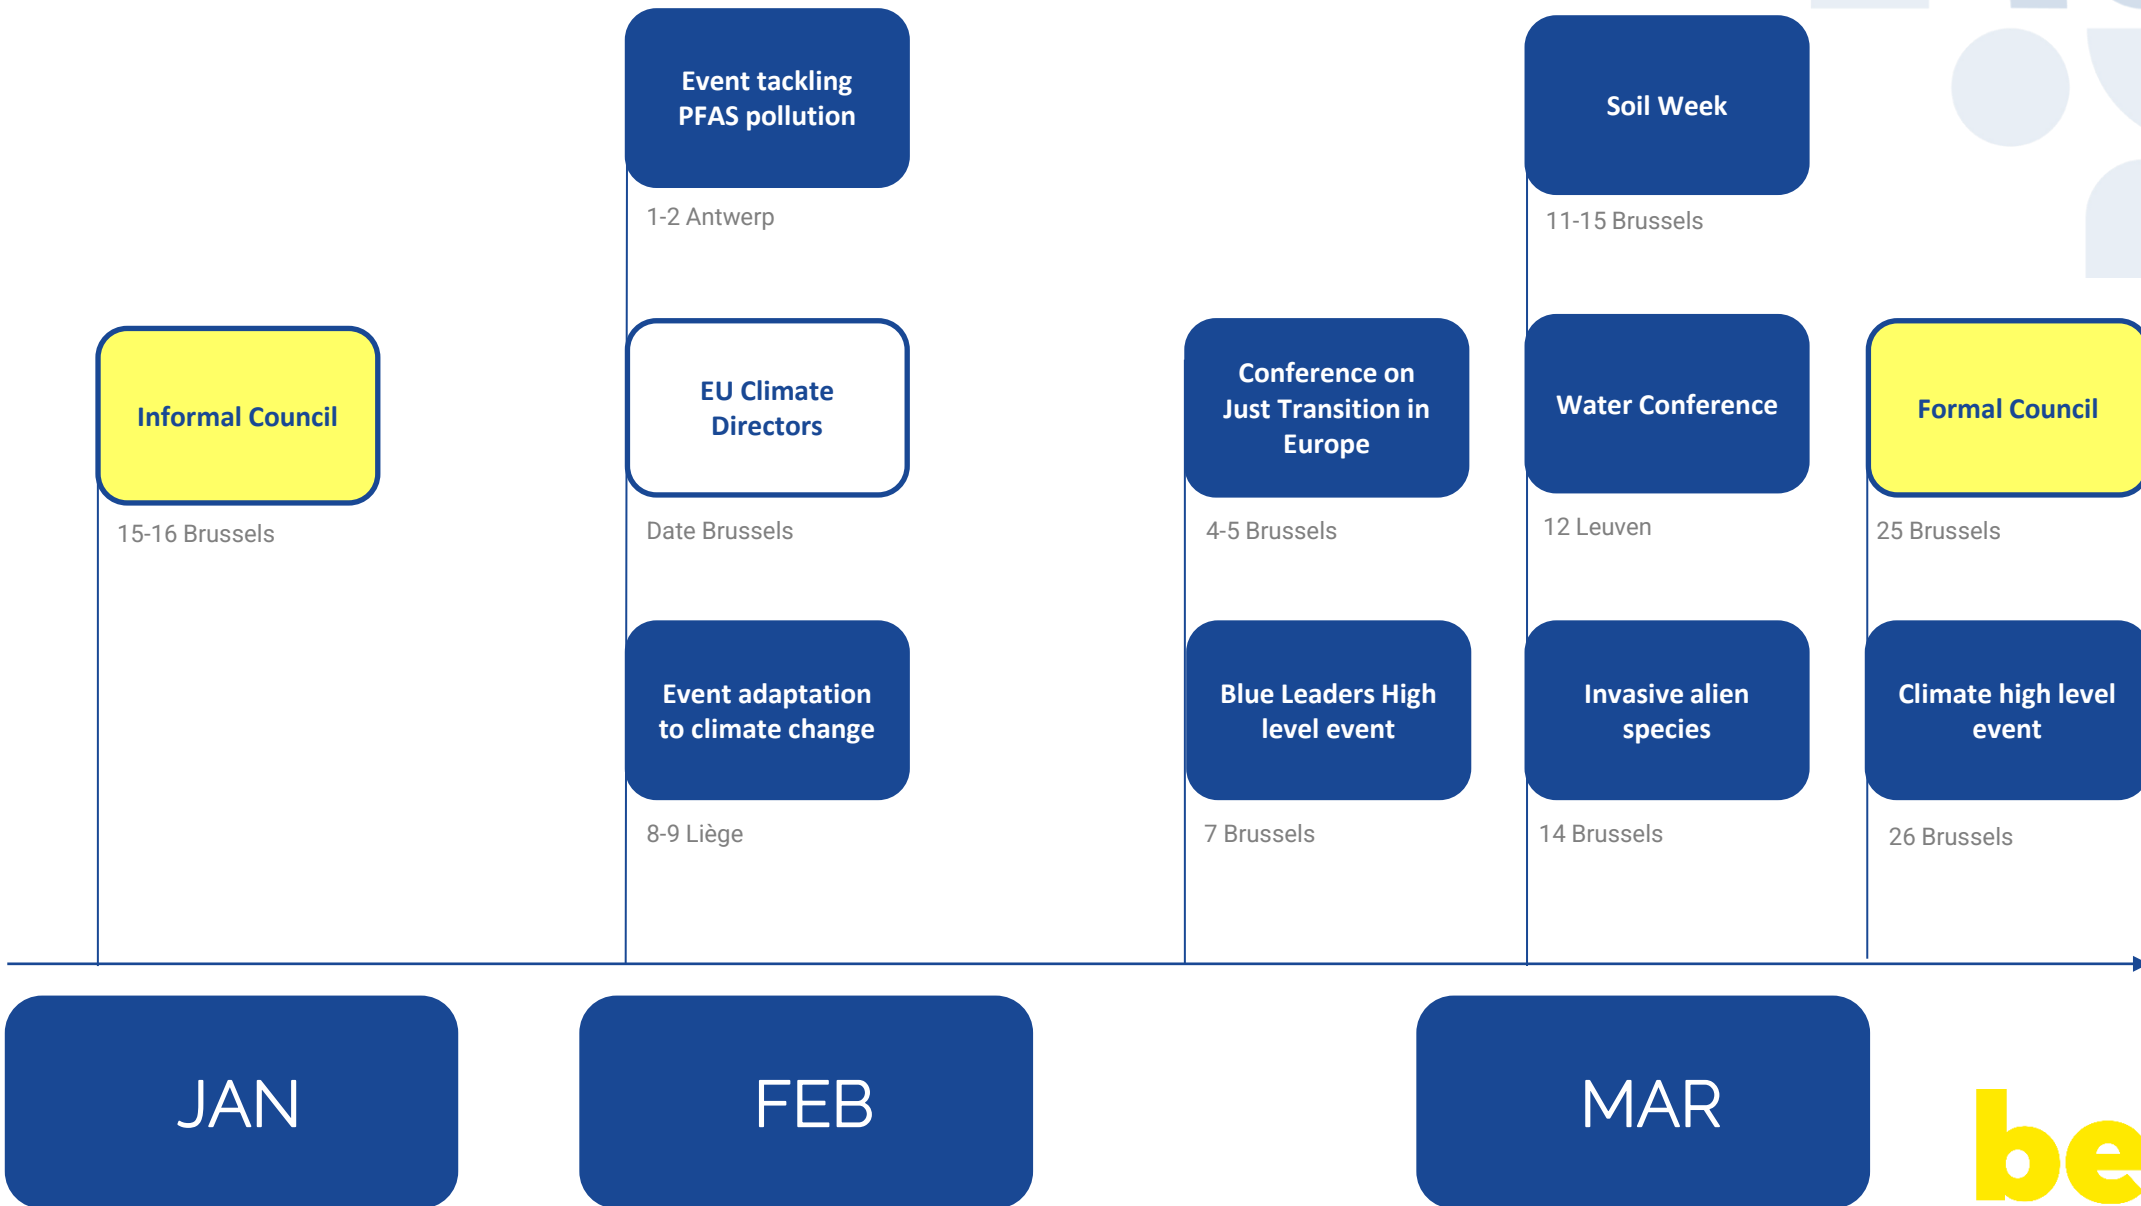 Event tackling
PFAS pollution
1-2 Antwerp
Soil Week
11-15 Brussels
Informal Council
15-16 Brussels
EU Climate
Directors
Date Brussels
Conference on
Just Transition in
Europe
4-5 Brussels
Water Conference
12 Leuven
Formal Council
25 Brussels
Event adaptation
to climate change
8-9 Liège
Blue Leaders High
level event
7 Brussels
Invasive alien
species
14 Brussels
Climate high level
event
26 Brussels
JAN
FEB
MAR
be